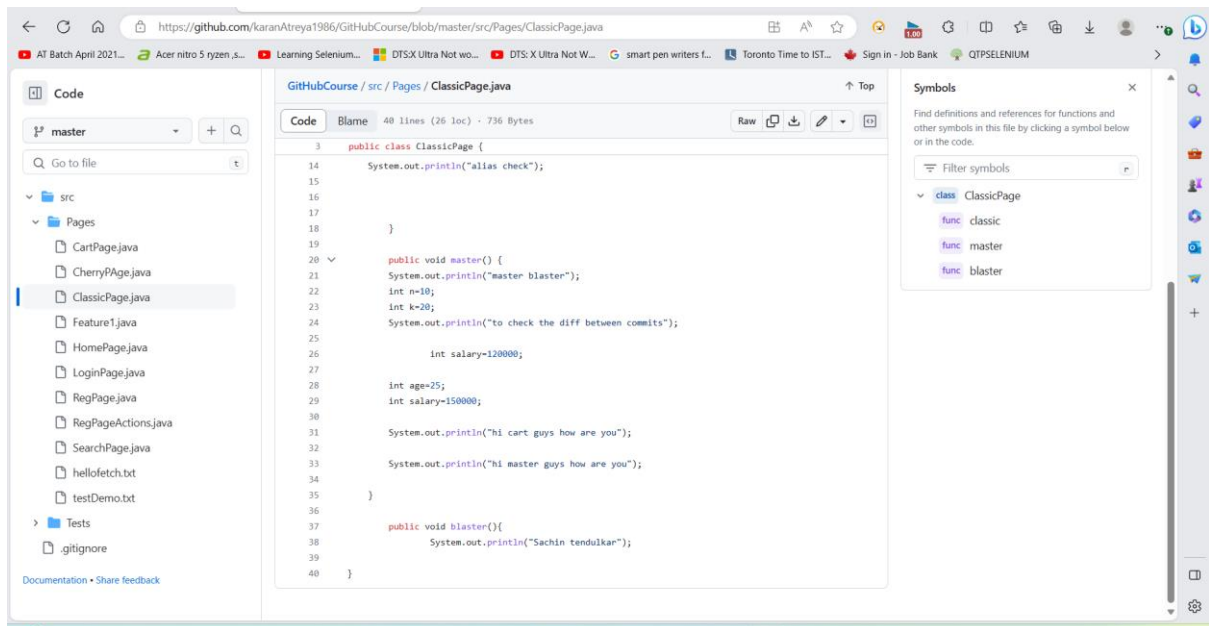 https://github.com/karanAtreya1986/GitHubCourse/blob/master/src/Pages/ClassicPage.java
1.00
AT Batch April 2021...
Acer nitro 5 ryzen ,s...
Learning Selenium...
DTS:X Ultra Not wo...
DTS: X Ultra Not W...
smart pen writers f...
Toronto Time to IST...
Sign in - Job Bank
QTPSELENIUM
Code
master
Go to file
t
src
Pages
CartPage.java
CherryPAge.java
ClassicPage.java
Feature1.java
HomePage.java
LoginPage.java
RegPage.java
RegPageActions.java
SearchPage.java
hellofetch.txt
testDemo.txt
Tests
.gitignore
Documentation • Share feedback
GitHubCourse / src / Pages / ClassicPage.java
Top
Code Blame 40 lines (26 loc) · 736 Bytes
Raw
3 public class ClassicPage {
14 System.out.println("alias check");
15
16
17
18 }
19
20 public void master() {
21 System.out.println("master blaster");
22 int n=10;
23 int k=20;
24 System.out.println("to check the diff between commits");
25
26 int salary=120000;
27
28 int age=25;
29 int salary=150000;
30
31 System.out.println("hi cart guys how are you");
32
33 System.out.println("hi master guys how are you");
34
35 }
36
37 public void blaster(){
38 System.out.println("Sachin tendulkar");
39
40 }
Symbols
Find definitions and references for functions and
other symbols in this file by clicking a symbol below
or in the code.
Filter symbols
r
class ClassicPage
func classic
func master
func blaster